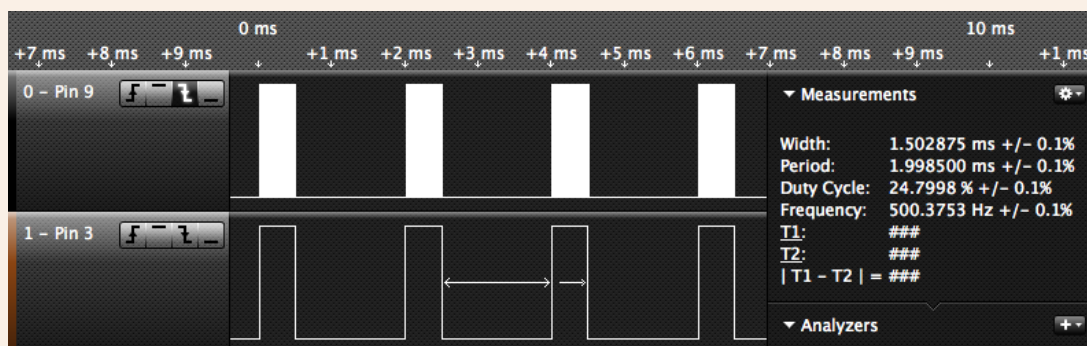 0 ms 10 ms
+7 ms +8 ms +9 ms +1 ms +2 ms +3 ms +4 ms +5 ms +6 ms +7 ms +8 ms +9 ms +1 ms
0 – Pin 9
1 – Pin 3
▼ Measurements
Width: 1.502875 ms +/- 0.1%
Period: 1.998500 ms +/- 0.1%
Duty Cycle: 24.7998 % +/- 0.1%
Frequency: 500.3753 Hz +/- 0.1%
T1: ###
T2: ###
| T1 - T2 | = ###
▼ Analyzers